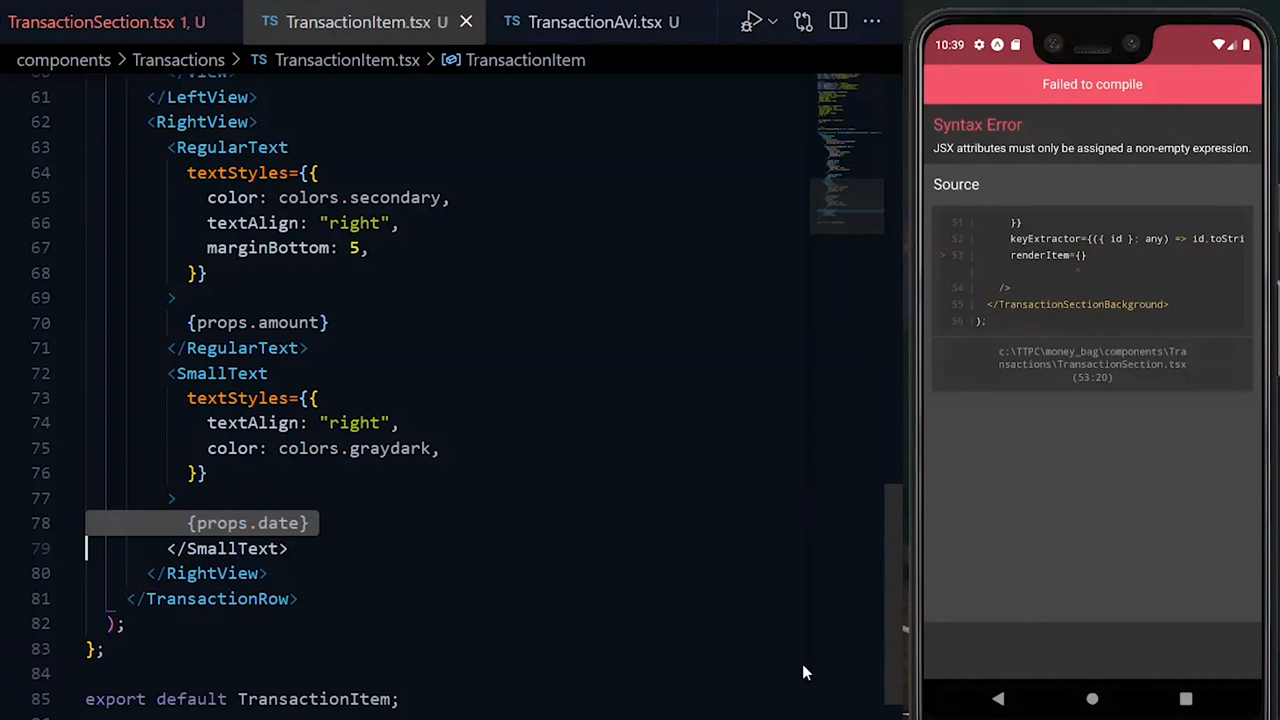 TransactionSection.tsx 1, U
TS TransactionItem.tsx U
TS TransactionAvi.tsx U
components > Transactions > TS TransactionItem.tsx > TransactionItem
61 </LeftView>
62 <RightView>
63 <RegularText
64 textStyles={{
65 color: colors.secondary,
66 textAlign: "right",
67 marginBottom: 5,
68 }}
69 >
70 {props.amount}
71 </RegularText>
72 <SmallText
73 textStyles={{
74 textAlign: "right",
75 color: colors.graydark,
76 }}
77 >
78 {props.date}
79 </SmallText>
80 </RightView>
81 </TransactionRow>
82 );
83 };
84
85 export default TransactionItem;
10:39
Failed to compile
Syntax Error
JSX attributes must only be assigned a non-empty expression.
Source
51 | }}
52 | keyExtractor={({ id }: any) => id.toStri
> 53 | renderItem={}
| ^
54 | />
55 | </TransactionSectionBackground>
56 | );
c:\TTPC\money_bag\components\Tra
nsactions\TransactionSection.tsx
(53:20)